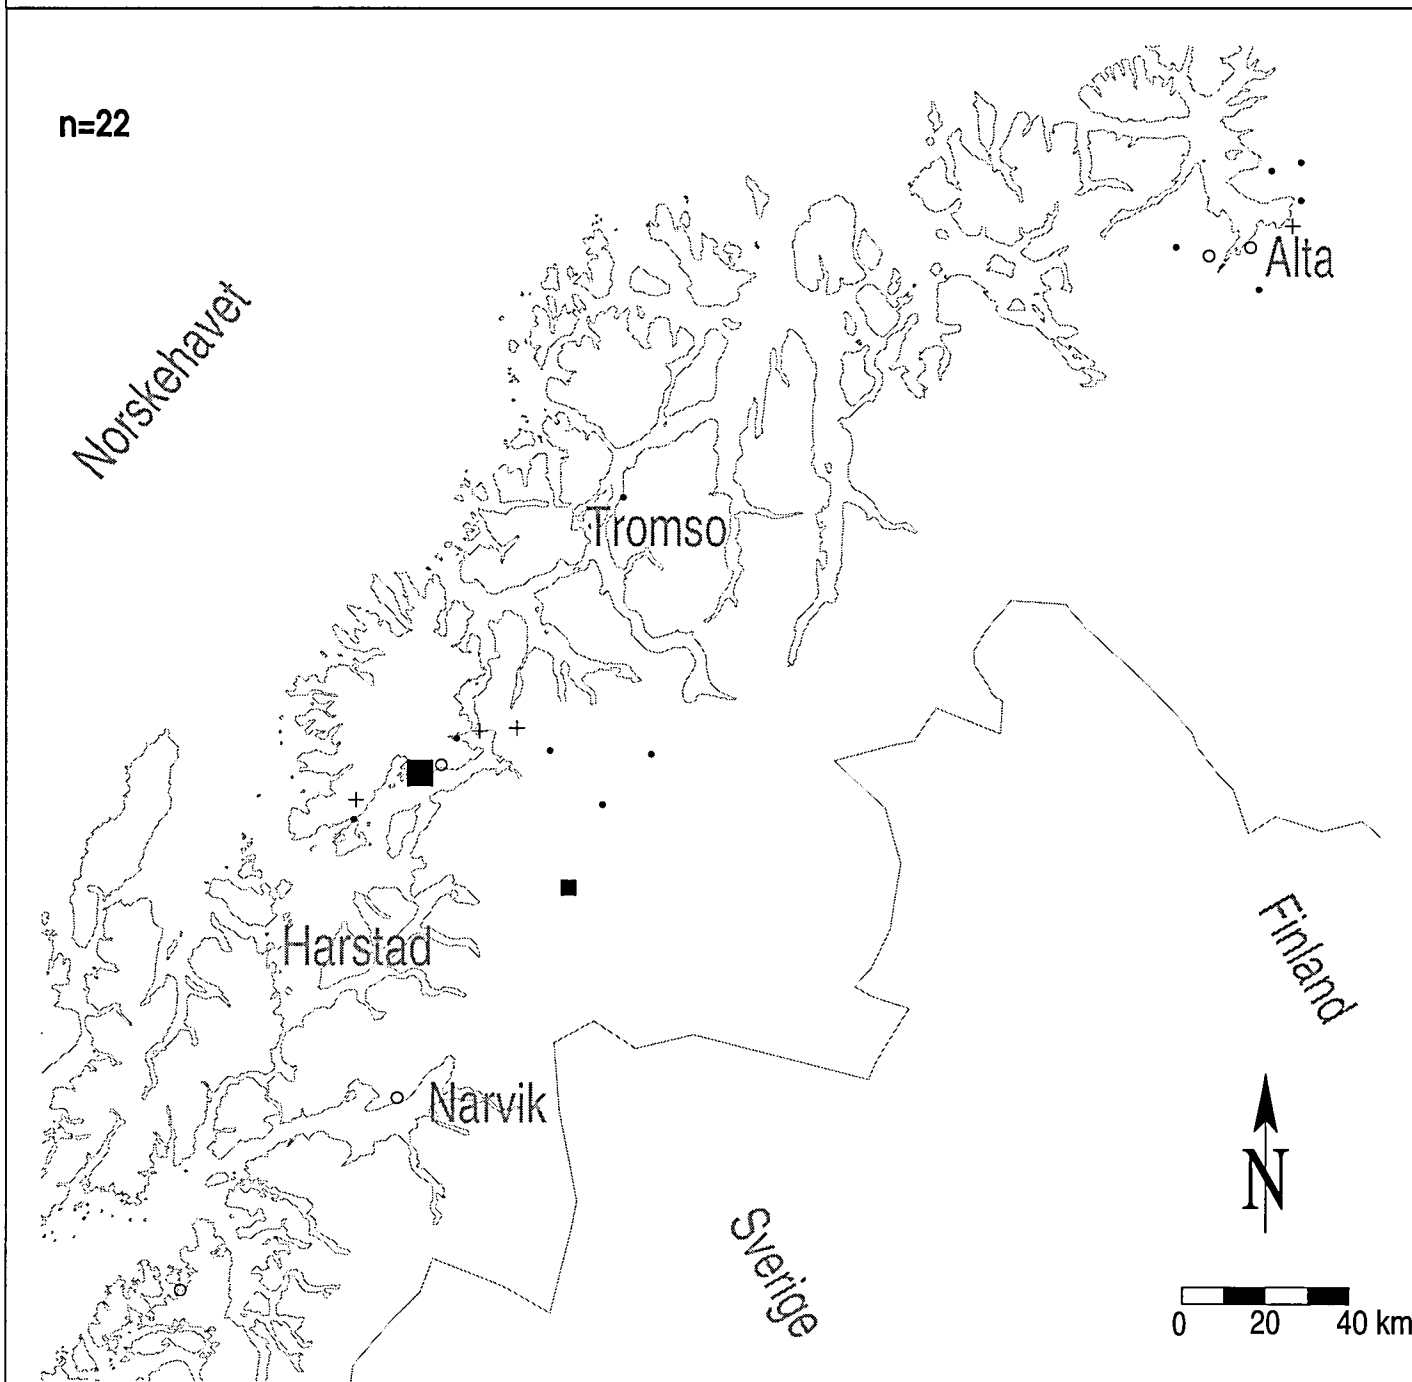 n=22
Alta
Norskehavet
Tromso
Harstad
Finland
Narvik
N
Sverige
0 20 40 km